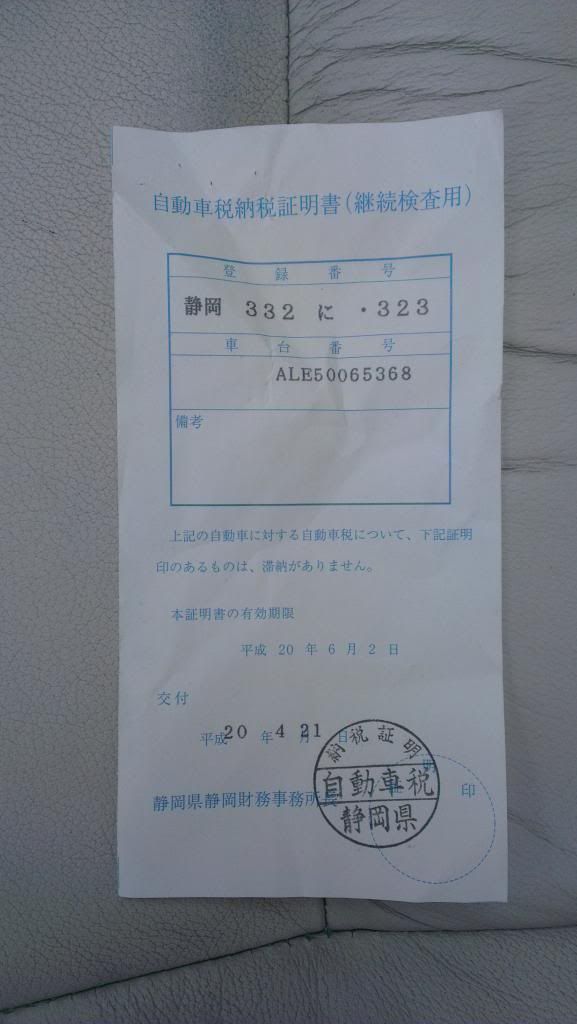 自動車税納税証明書(継続検査用)
登録番号
静岡 332 に ・323
車台番号
ALE50065368
備考
上記の自動車に対する自動車税について、下記証明
印のあるものは、滞納がありません。
本証明書の有効期限
平成 20 年 6 月 2 日
交付
平成 20 年 4 月 21 日
納税証明
自動車税
静岡県
静岡県静岡財務事務所長
印